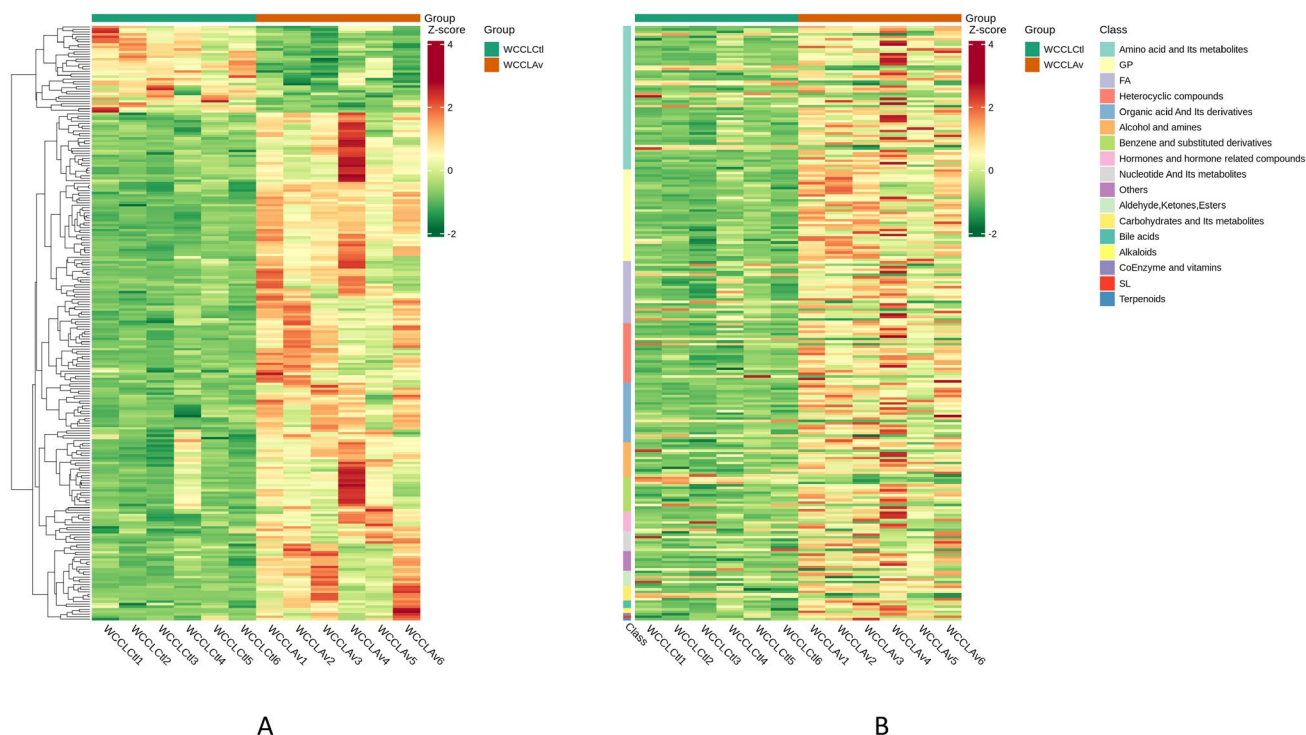 Group
Z-score
4
2
0
-2
Group
WCCLCtl
WCCLAv
WCCLCtl1
WCCLCtl2
WCCLCtl3
WCCLCtl4
WCCLCtl5
WCCLCtl6
WCCLAv1
WCCLAv2
WCCLAv3
WCCLAv4
WCCLAv5
WCCLAv6
A
Group
Z-score
4
2
0
-2
Group
WCCLCtl
WCCLAv
Class
Amino acid and Its metabolites
GP
FA
Heterocyclic compounds
Organic acid And Its derivatives
Alcohol and amines
Benzene and substituted derivatives
Hormones and hormone related compounds
Nucleotide And Its metabolites
Others
Aldehyde,Ketones,Esters
Carbohydrates and Its metabolites
Bile acids
Alkaloids
CoEnzyme and vitamins
SL
Terpenoids
Class
WCCLCtl1
WCCLCtl2
WCCLCtl3
WCCLCtl4
WCCLCtl5
WCCLCtl6
WCCLAv1
WCCLAv2
WCCLAv3
WCCLAv4
WCCLAv5
WCCLAv6
B